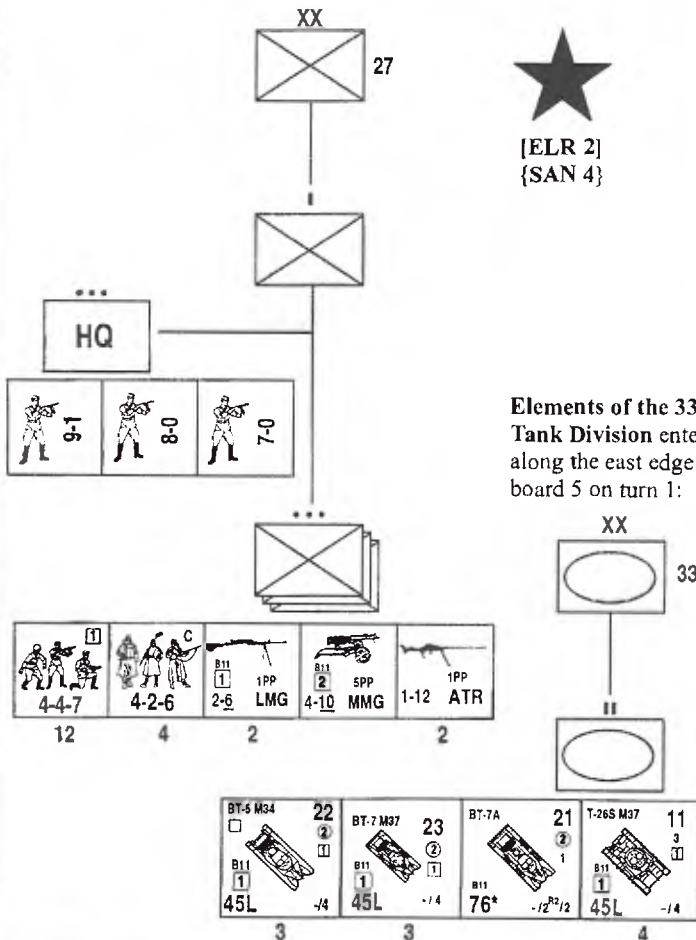 XX
27
[ELR 2]
{SAN 4}
I
•••
HQ
9-1
8-0
7-0
Elements of the 33
Tank Division ente
along the east edge
board 5 on turn 1:
•••
XX
33
1
4-4-7
C
4-2-6
B11
1
1PP
2-6 LMG
B11
2
5PP
4-10 MMG
1PP
1-12 ATR
12
4
2
2
II
BT-5 M34
22
2
1
B11
1
45L
-/4
BT-7 M37
23
2
1
B11
1
45L
-/4
BT-7A
21
2
1
B11
76*
-/2R2/2
T-26S M37
11
3
1
B11
1
45L
-/4
3
3
4